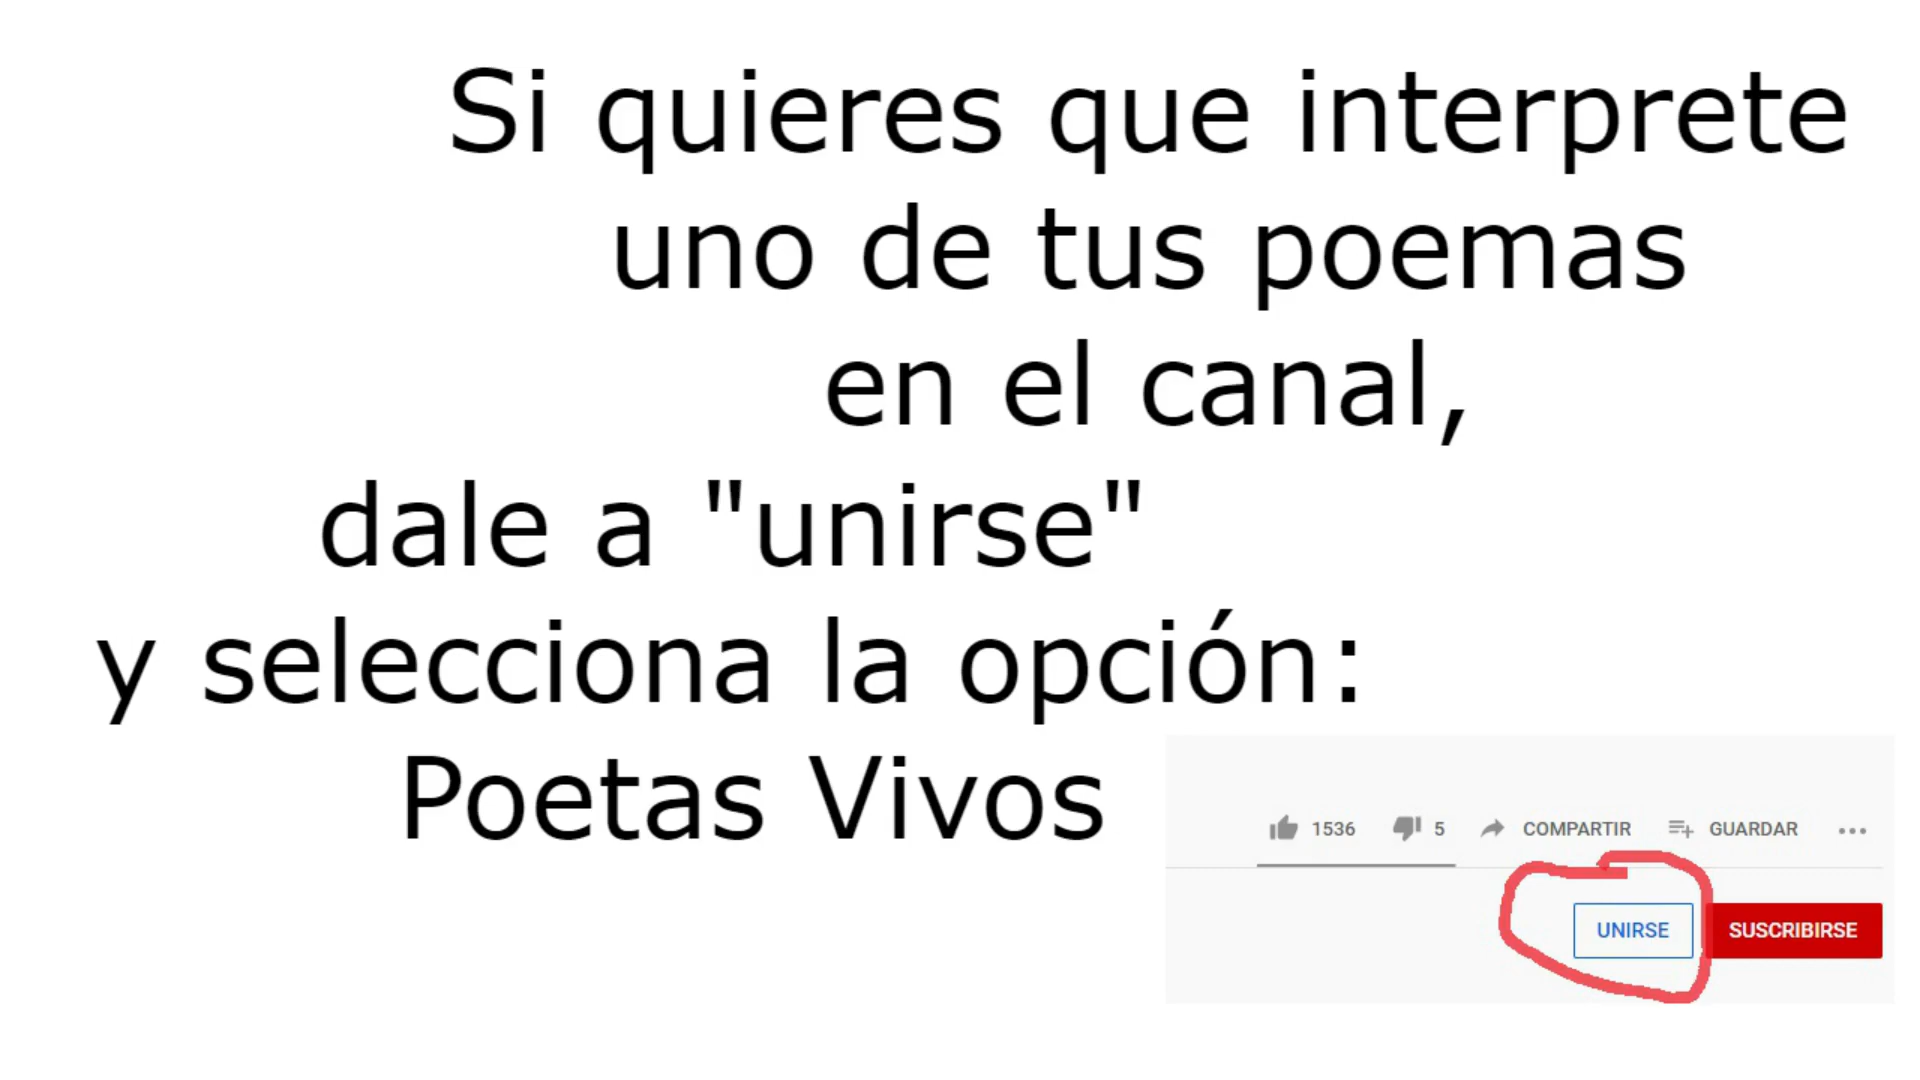 Si quieres que interprete
uno de tus poemas
en el canal,
dale a "unirse"
y selecciona la opción:
Poetas Vivos
1536 5 COMPARTIR GUARDAR
UNIRSE SUSCRIBIRSE